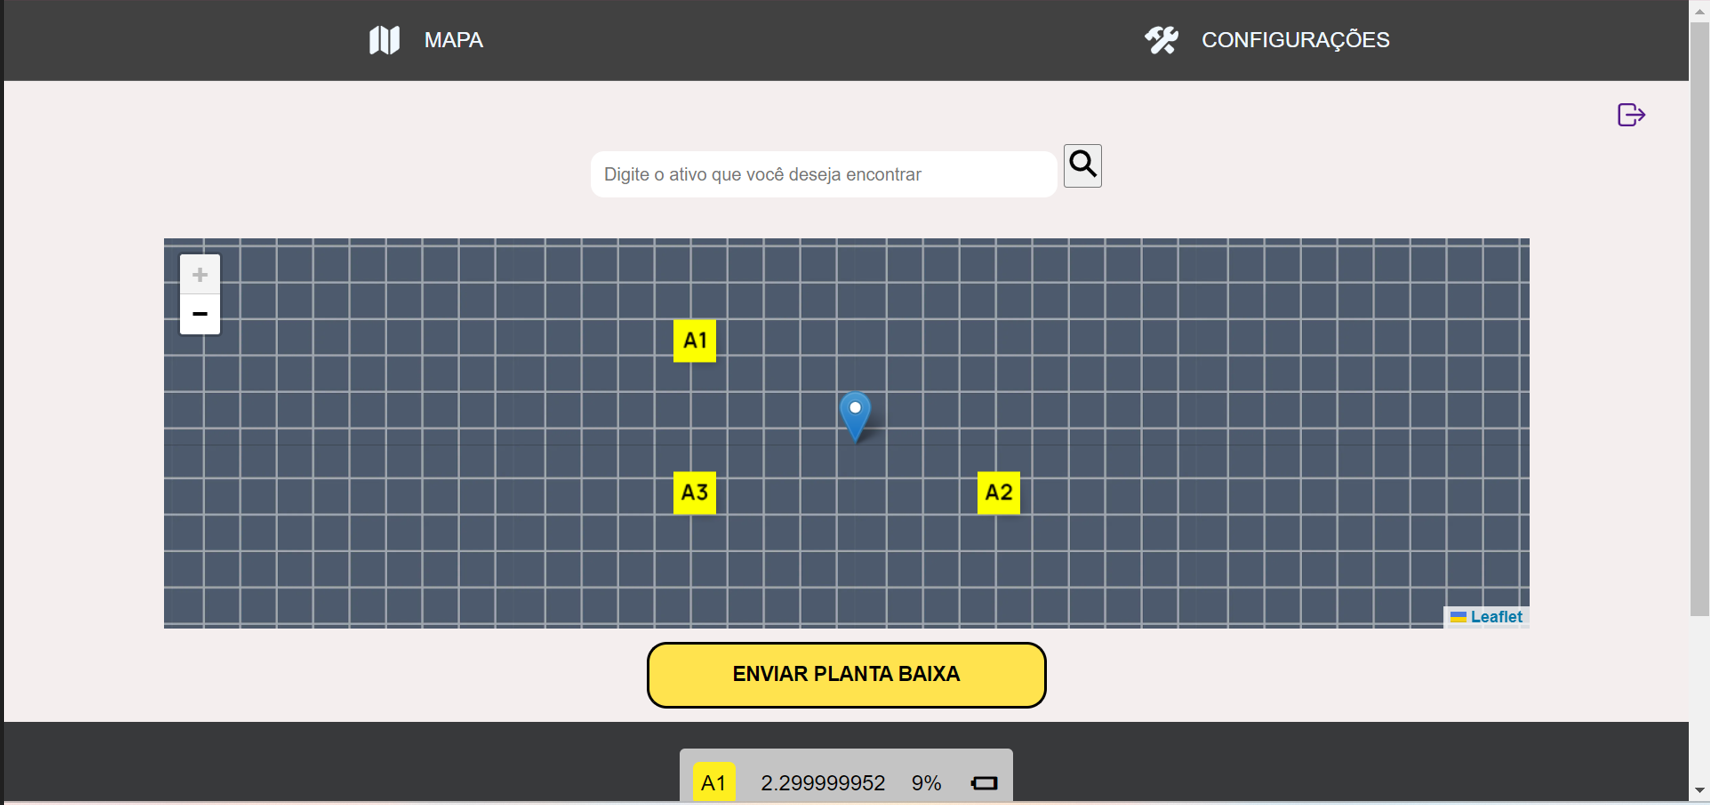 MAPA
CONFIGURAÇÕES
Digite o ativo que você deseja encontrar
+
−
A1
A3
A2
Leaflet
ENVIAR PLANTA BAIXA
A1 2.299999952 9%